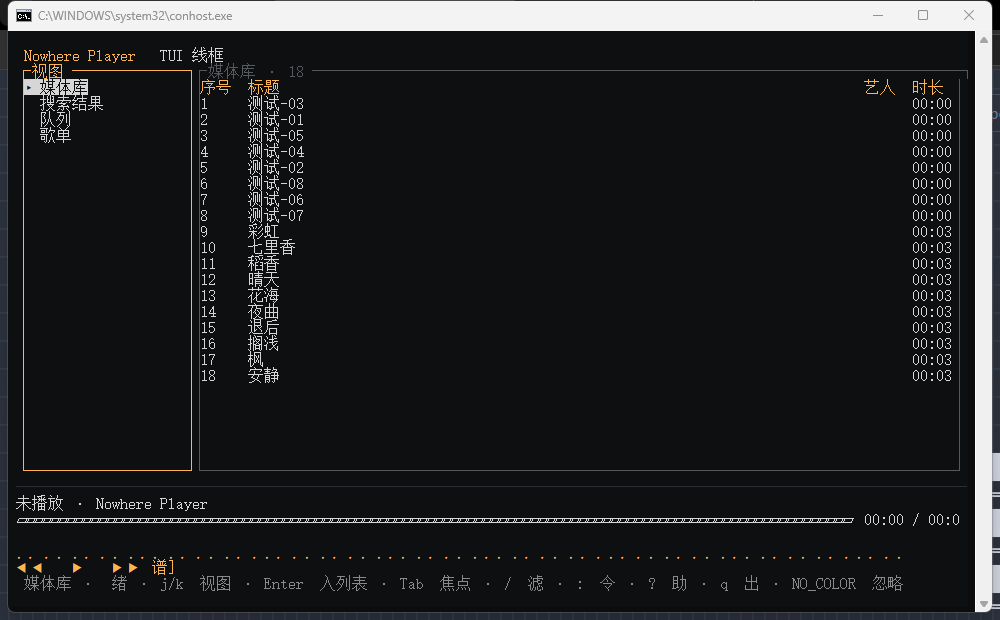 C:\WINDOWS\system32\conhost.exe
Nowhere Player TUI 线框
视图
▸ 媒体库
搜索结果
队列
歌单
媒体库 · 18
序号 标题 艺人 时长
1 测试-03 00:00
2 测试-01 00:00
3 测试-05 00:00
4 测试-04 00:00
5 测试-02 00:00
6 测试-08 00:00
7 测试-06 00:00
8 测试-07 00:00
9 彩虹 00:03
10 七里香 00:03
11 稻香 00:03
12 晴天 00:03
13 花海 00:03
14 夜曲 00:03
15 退后 00:03
16 搁浅 00:03
17 枫 00:03
18 安静 00:03
未播放 · Nowhere Player
00:00 / 00:0
◀◀ ▶ ▶▶ 谱]
媒体库 · 绪 · j/k 视图 · Enter 入列表 · Tab 焦点 · / 滤 · : 令 · ? 助 · q 出 · NO_COLOR 忽略